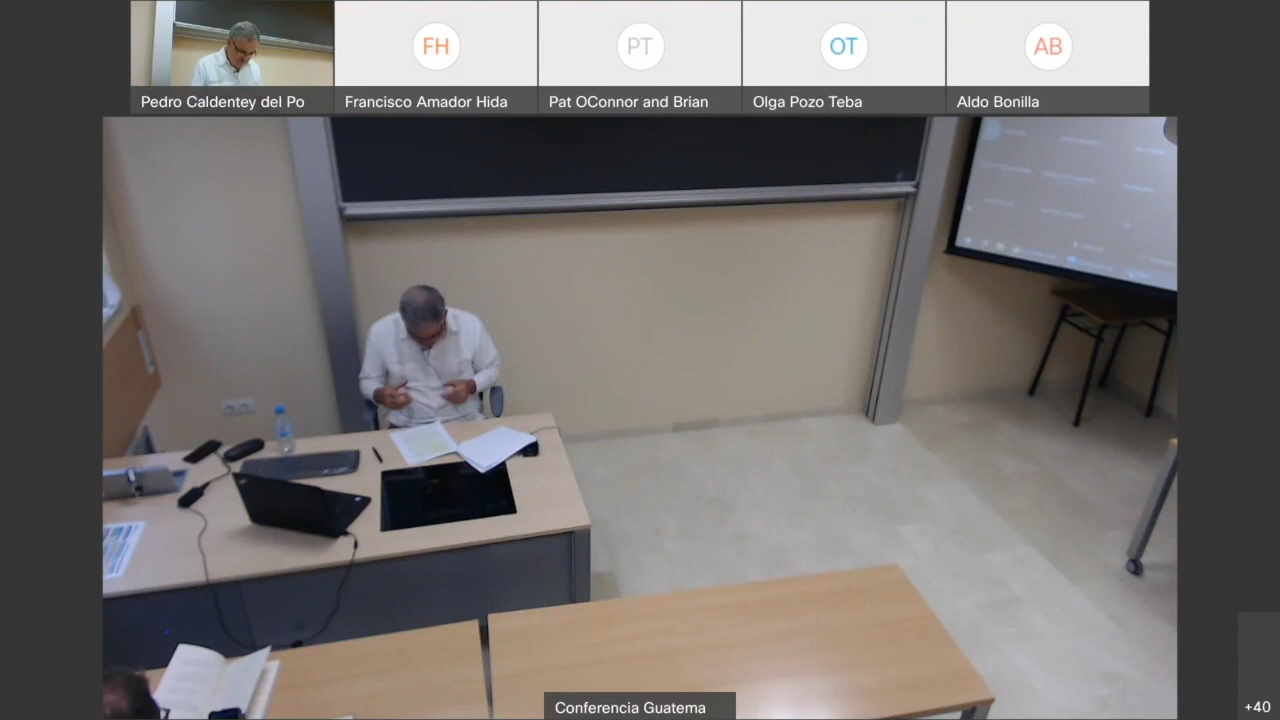 FH
PT
OT
AB
Pedro Caldentey del Po
Francisco Amador Hida
Pat OConnor and Brian
Olga Pozo Teba
Aldo Bonilla
Conferencia Guatema
+40